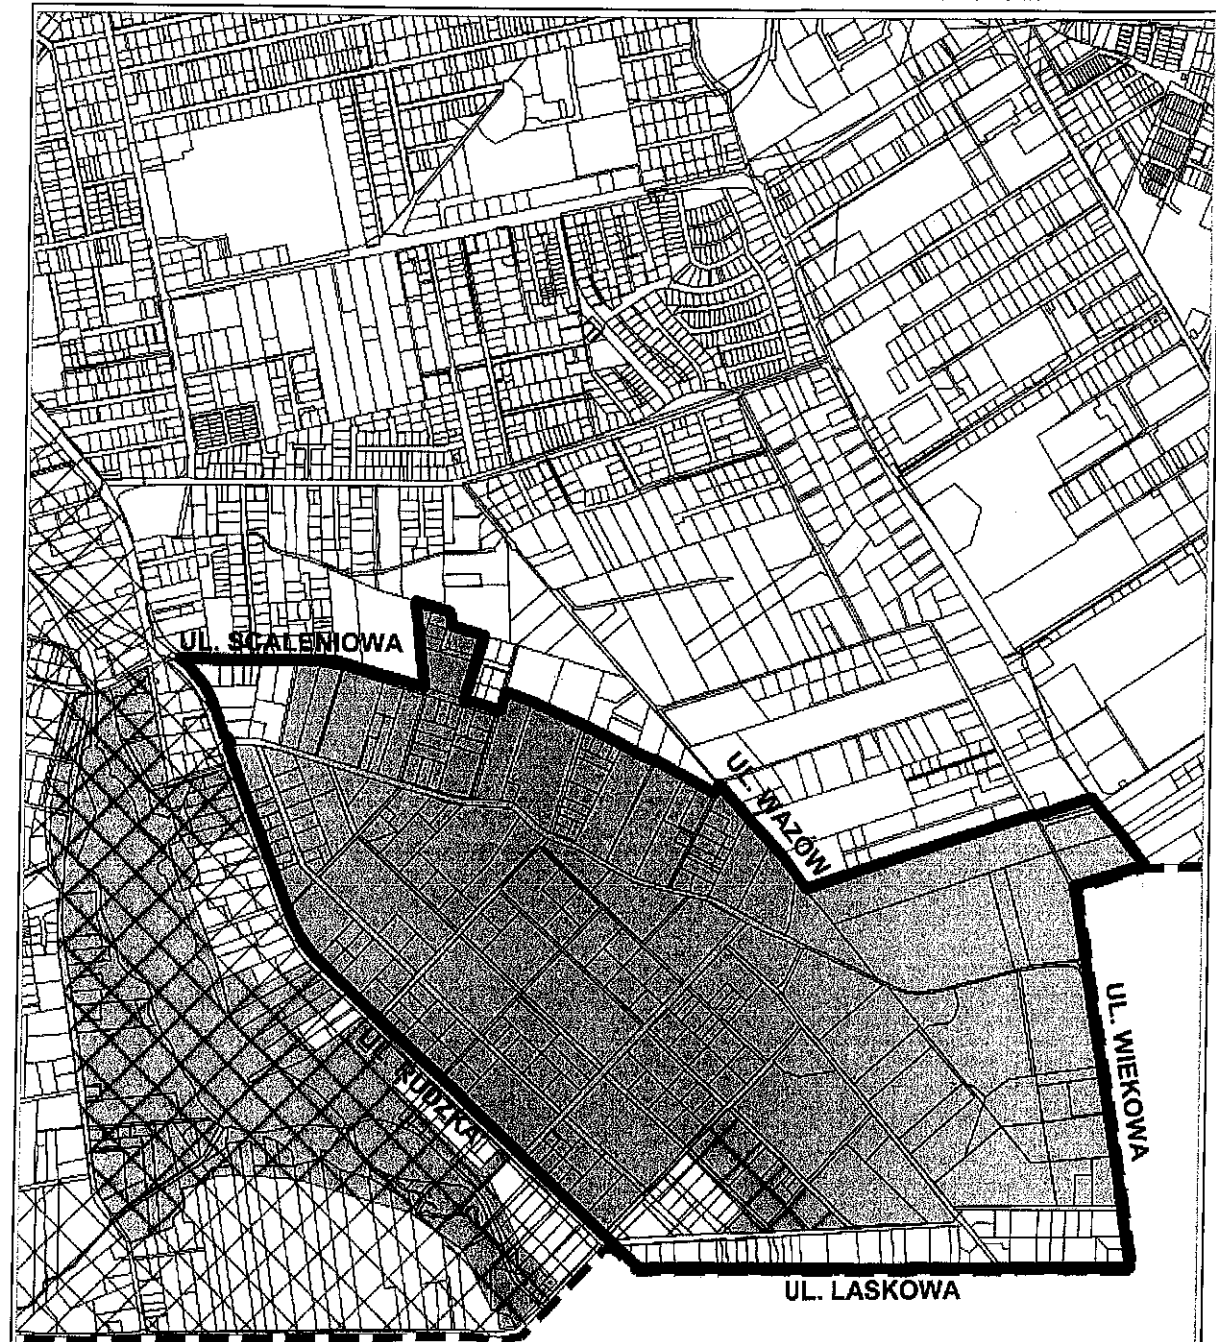 UL. SCALENIOWA
UL. WAZÓW
UL. WIEKOWA
UL. RUDZKA
UL. LASKOWA